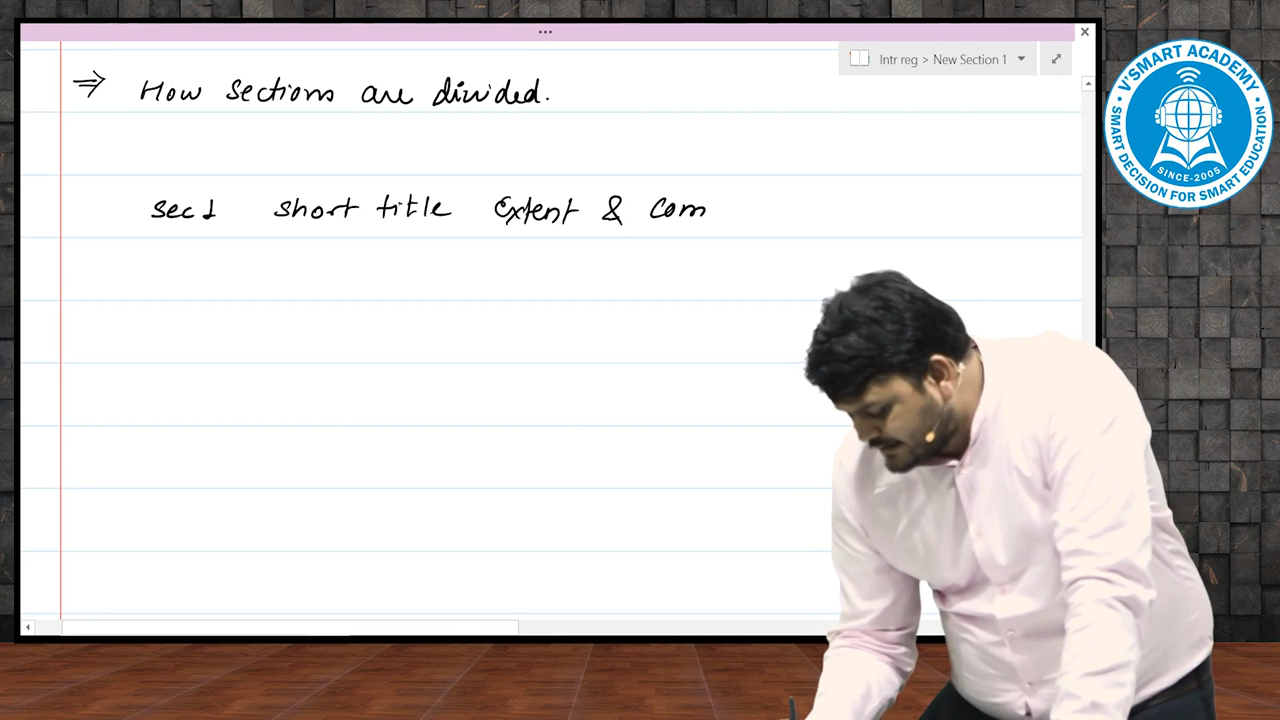 ...
Intr reg > New Section 1
⇒ How sections are divided.
sec 1 short title Extent & com
V'SMART ACADEMY
SMART DECISION FOR SMART EDUCATION
SINCE-2005